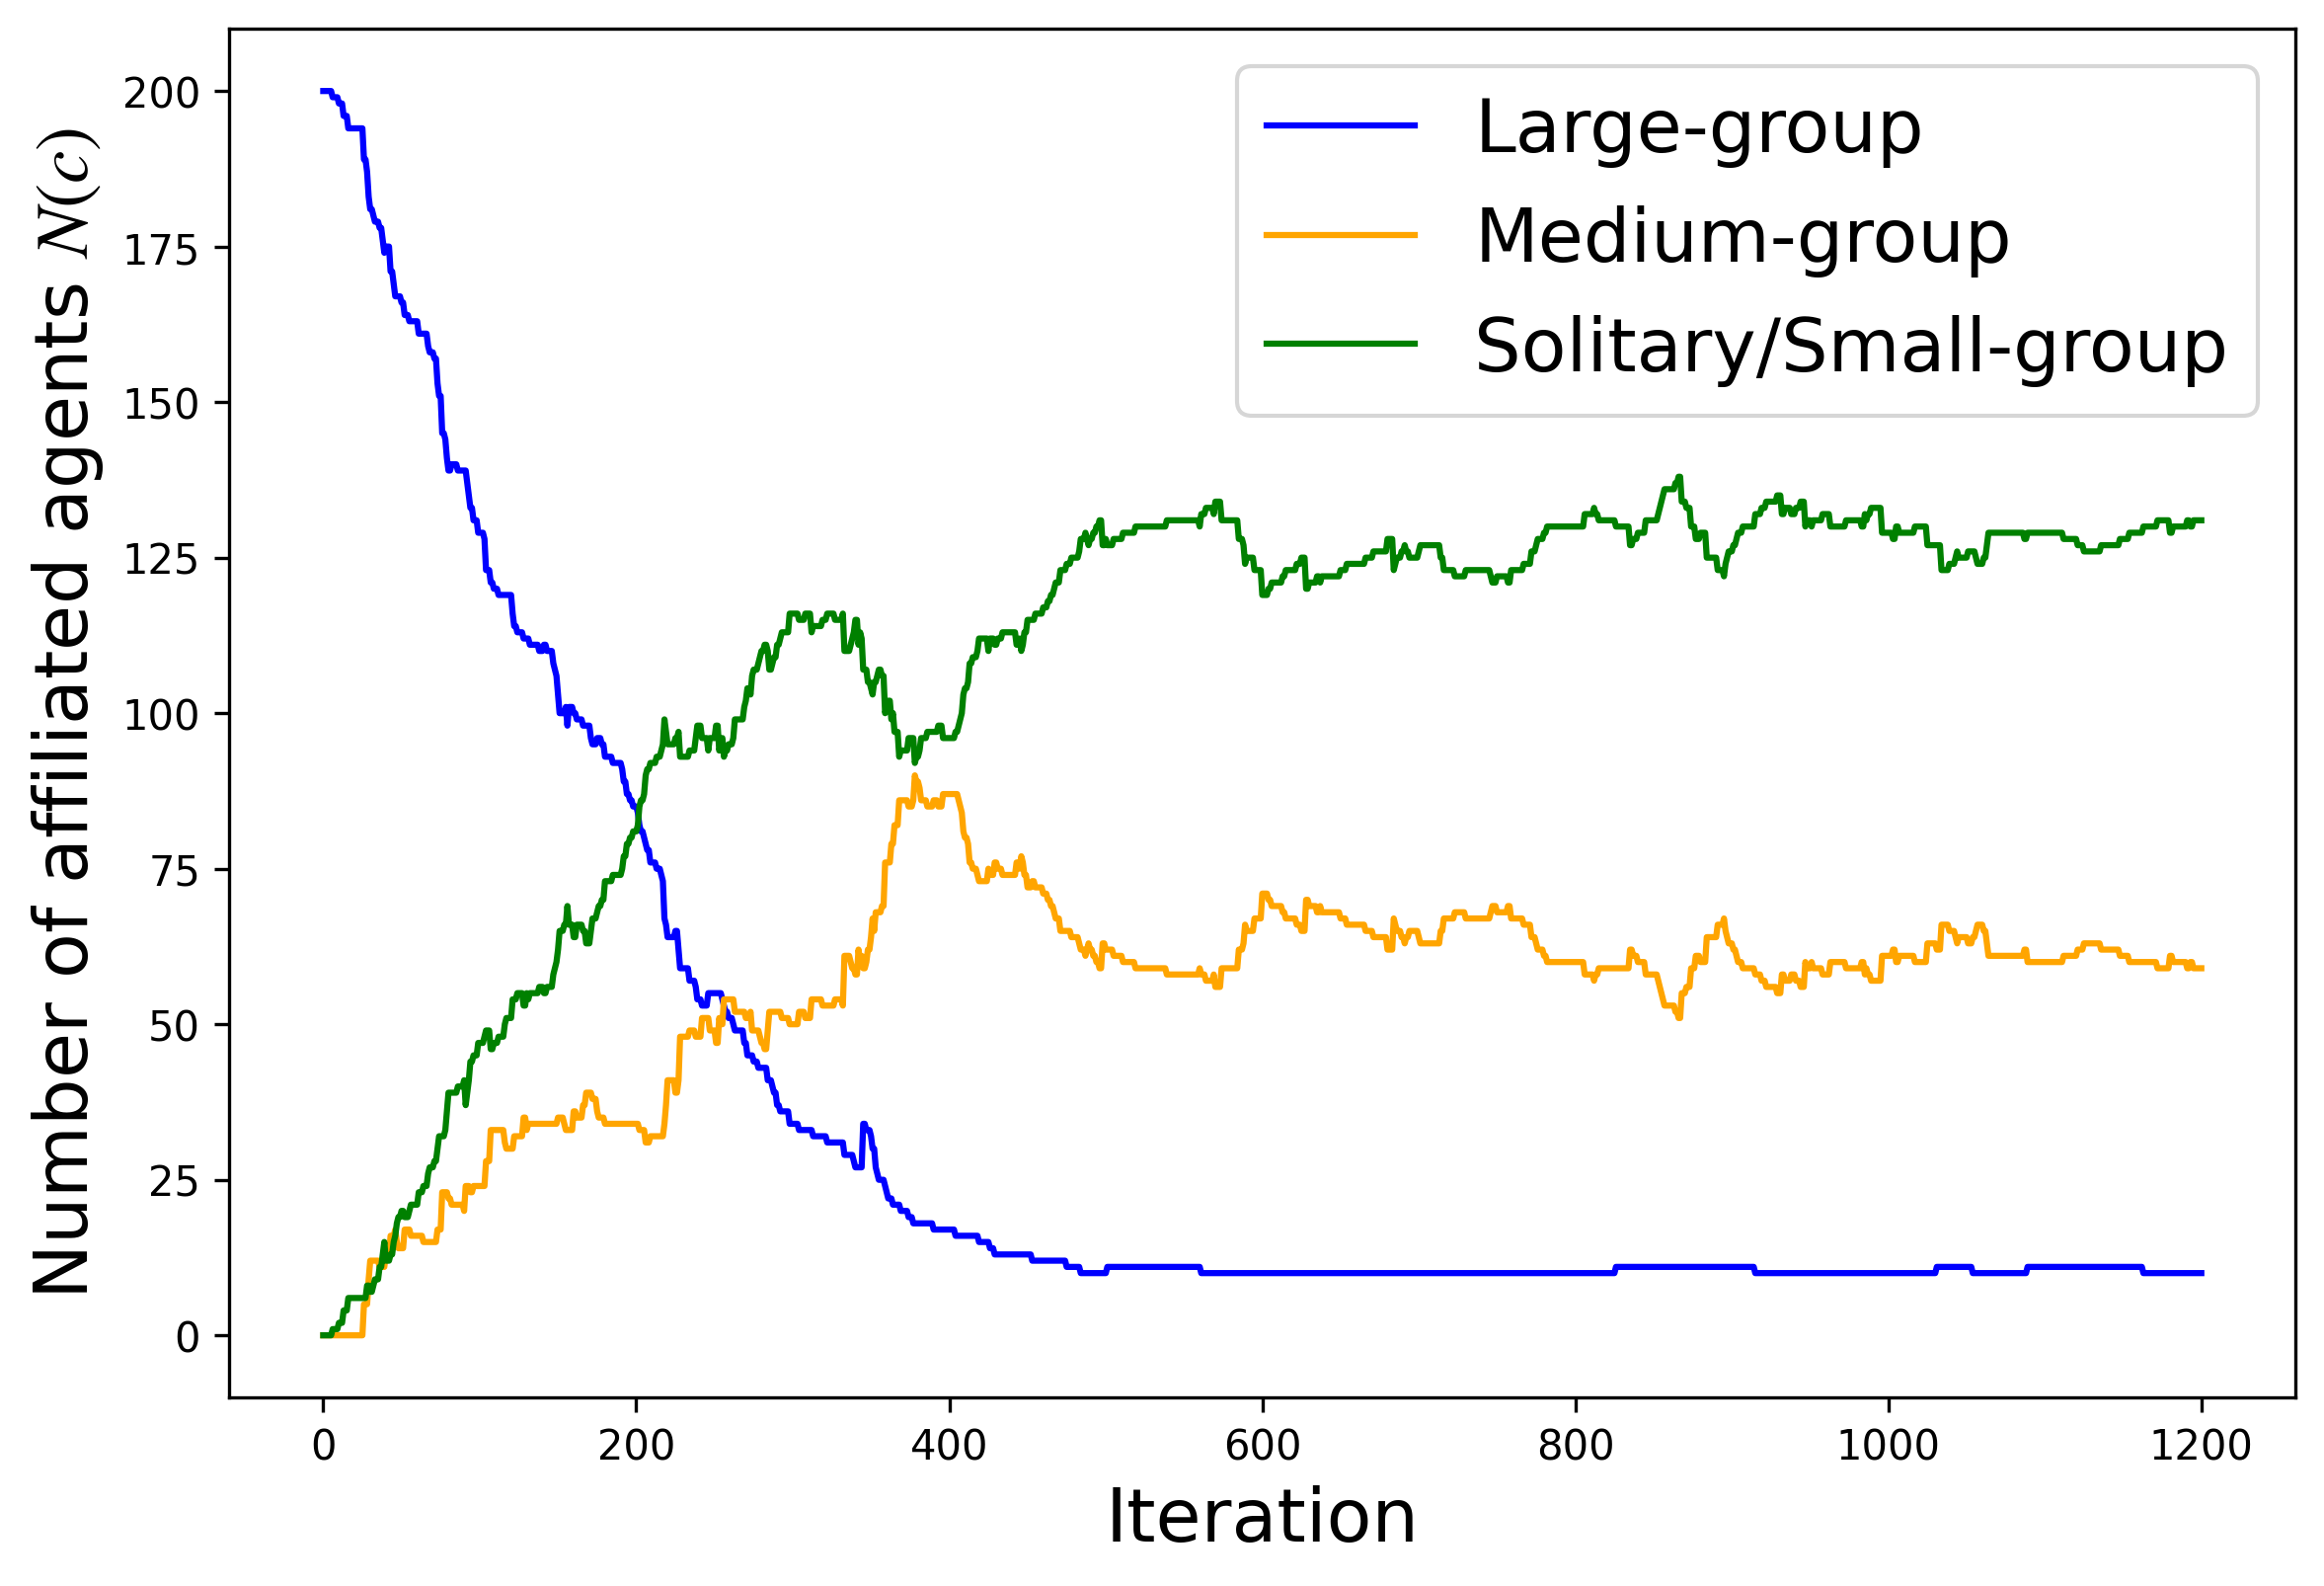 Number of affiliated agents N(c)
200
175
150
125
100
75
50
25
0
Large-group
Medium-group
Solitary/Small-group
0 200 400 600 800 1000 1200
Iteration